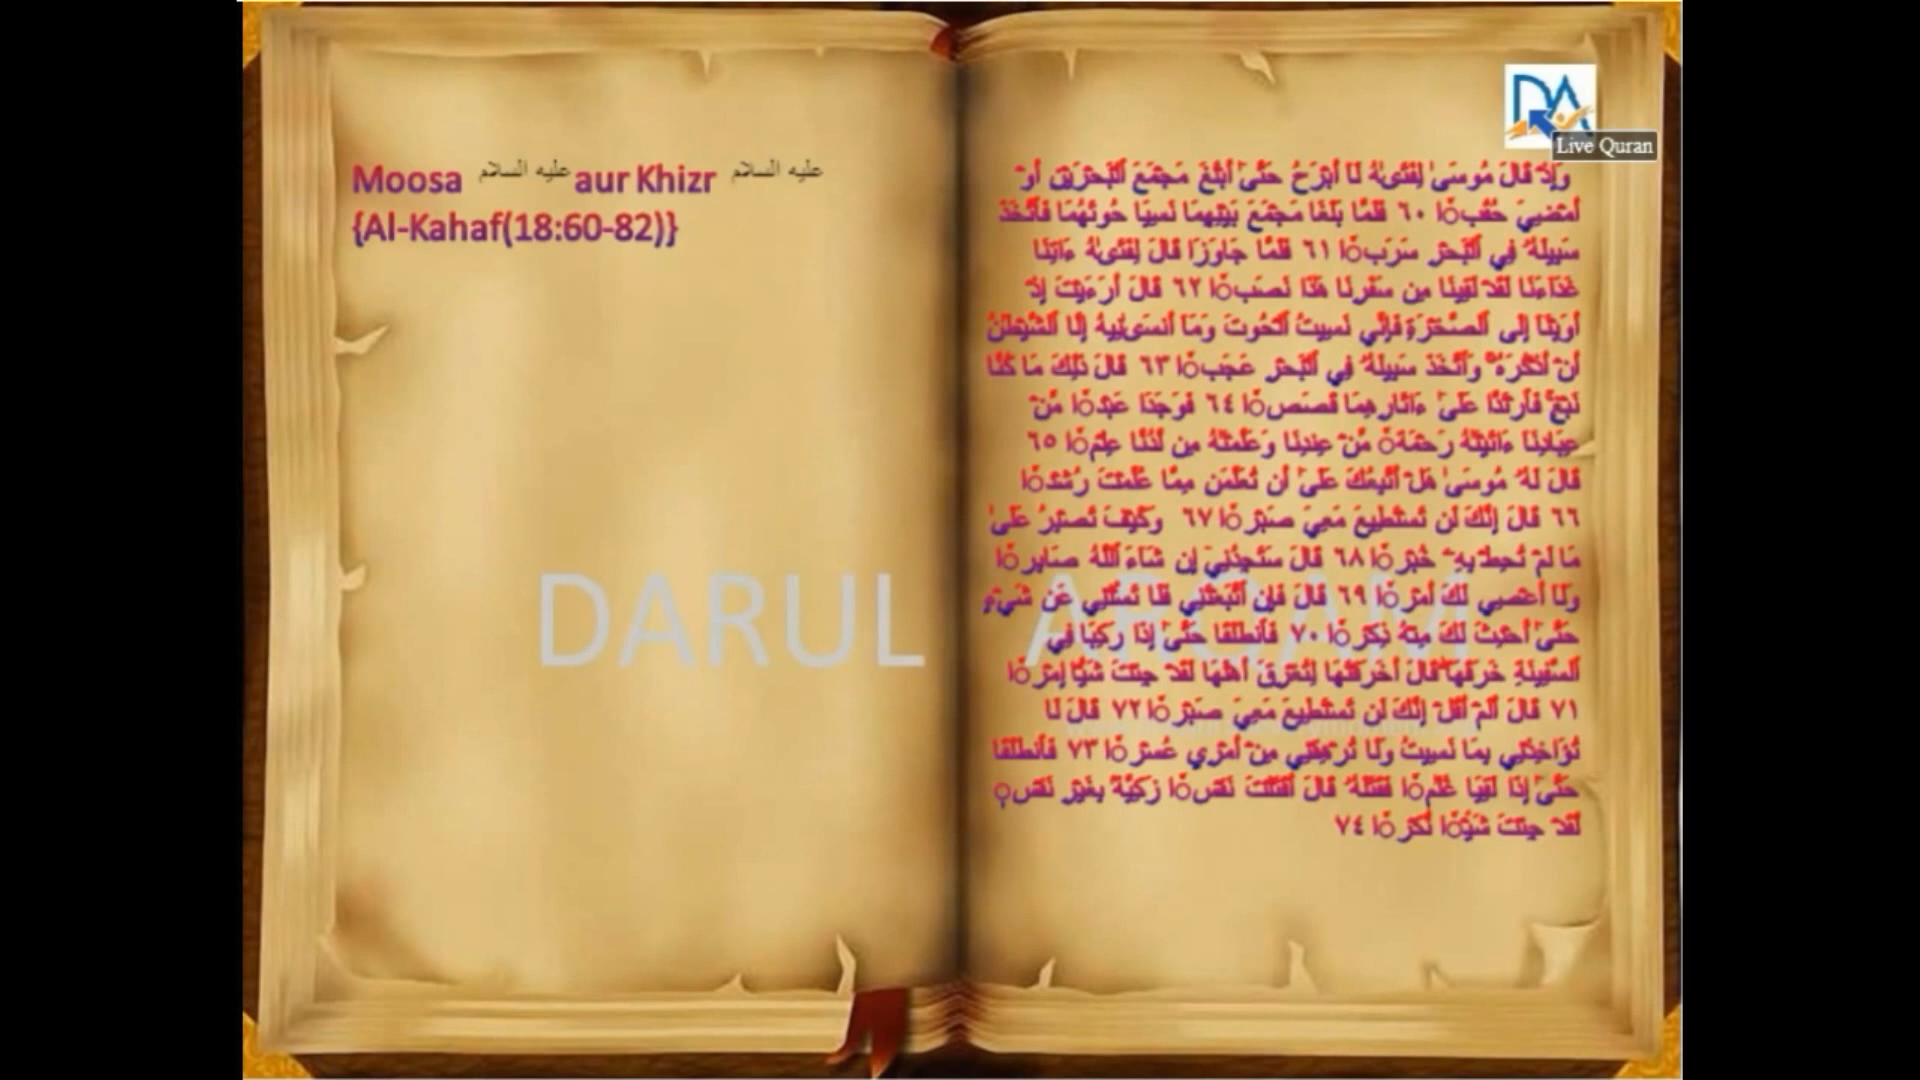 Live Quran
Moosa عليه السلام aur Khizr عليه السلام
{Al-Kahaf(18:60-82)}
DARUL ARQAM
وَإِذۡ قَالَ مُوسَىٰ لِفَتَىٰهُ لَآ أَبۡرَحُ حَتَّىٰٓ أَبۡلُغَ مَجۡمَعَ ٱلۡبَحۡرَيۡنِ أَوۡ
أَمۡضِيَ حُقُبٗا ٦٠ فَلَمَّا بَلَغَا مَجۡمَعَ بَيۡنِهِمَا نَسِيَا حُوتَهُمَا فَٱتَّخَذَ
سَبِيلَهُۥ فِي ٱلۡبَحۡرِ سَرَبٗا ٦١ فَلَمَّا جَاوَزَا قَالَ لِفَتَىٰهُ ءَاتِنَا
غَدَآءَنَا لَقَدۡ لَقِينَا مِن سَفَرِنَا هَٰذَا نَصَبٗا ٦٢ قَالَ أَرَءَيۡتَ إِذۡ
أَوَيۡنَآ إِلَى ٱلصَّخۡرَةِ فَإِنِّي نَسِيتُ ٱلۡحُوتَ وَمَآ أَنسَىٰنِيهُ إِلَّا ٱلشَّيۡطَٰنُ
أَنۡ أَذۡكُرَهُۥۚ وَٱتَّخَذَ سَبِيلَهُۥ فِي ٱلۡبَحۡرِ عَجَبٗا ٦٣ قَالَ ذَٰلِكَ مَا كُنَّا
نَبۡغِۚ فَٱرۡتَدَّا عَلَىٰٓ ءَاثَارِهِمَا قَصَصٗا ٦٤ فَوَجَدَا عَبۡدٗا مِّنۡ
عِبَادِنَآ ءَاتَيۡنَٰهُ رَحۡمَةٗ مِّنۡ عِندِنَا وَعَلَّمۡنَٰهُ مِن لَّدُنَّا عِلۡمٗا ٦٥
قَالَ لَهُۥ مُوسَىٰ هَلۡ أَتَّبِعُكَ عَلَىٰٓ أَن تُعَلِّمَنِ مِمَّا عُلِّمۡتَ رُشۡدٗا
٦٦ قَالَ إِنَّكَ لَن تَسۡتَطِيعَ مَعِيَ صَبۡرٗا ٦٧ وَكَيۡفَ تَصۡبِرُ عَلَىٰ
مَا لَمۡ تُحِطۡ بِهِۦ خُبۡرٗا ٦٨ قَالَ سَتَجِدُنِيٓ إِن شَآءَ ٱللَّهُ صَابِرٗا
وَلَآ أَعۡصِي لَكَ أَمۡرٗا ٦٩ قَالَ فَإِنِ ٱتَّبَعۡتَنِي فَلَا تَسۡـَٔلۡنِي عَن شَيۡءٍ
حَتَّىٰٓ أُحۡدِثَ لَكَ مِنۡهُ ذِكۡرٗا ٧٠ فَٱنطَلَقَا حَتَّىٰٓ إِذَا رَكِبَا فِي
ٱلسَّفِينَةِ خَرَقَهَاۖ قَالَ أَخَرَقۡتَهَا لِتُغۡرِقَ أَهۡلَهَا لَقَدۡ جِئۡتَ شَيۡـًٔا إِمۡرٗا
٧١ قَالَ أَلَمۡ أَقُلۡ إِنَّكَ لَن تَسۡتَطِيعَ مَعِيَ صَبۡرٗا ٧٢ قَالَ لَا
تُؤَاخِذۡنِي بِمَا نَسِيتُ وَلَا تُرۡهِقۡنِي مِنۡ أَمۡرِي عُسۡرٗا ٧٣ فَٱنطَلَقَا
حَتَّىٰٓ إِذَا لَقِيَا غُلَٰمٗا فَقَتَلَهُۥ قَالَ أَقَتَلۡتَ نَفۡسٗا زَكِيَّةَۢ بِغَيۡرِ نَفۡسٖ
لَّقَدۡ جِئۡتَ شَيۡـٔٗا نُّكۡرٗا ٧٤